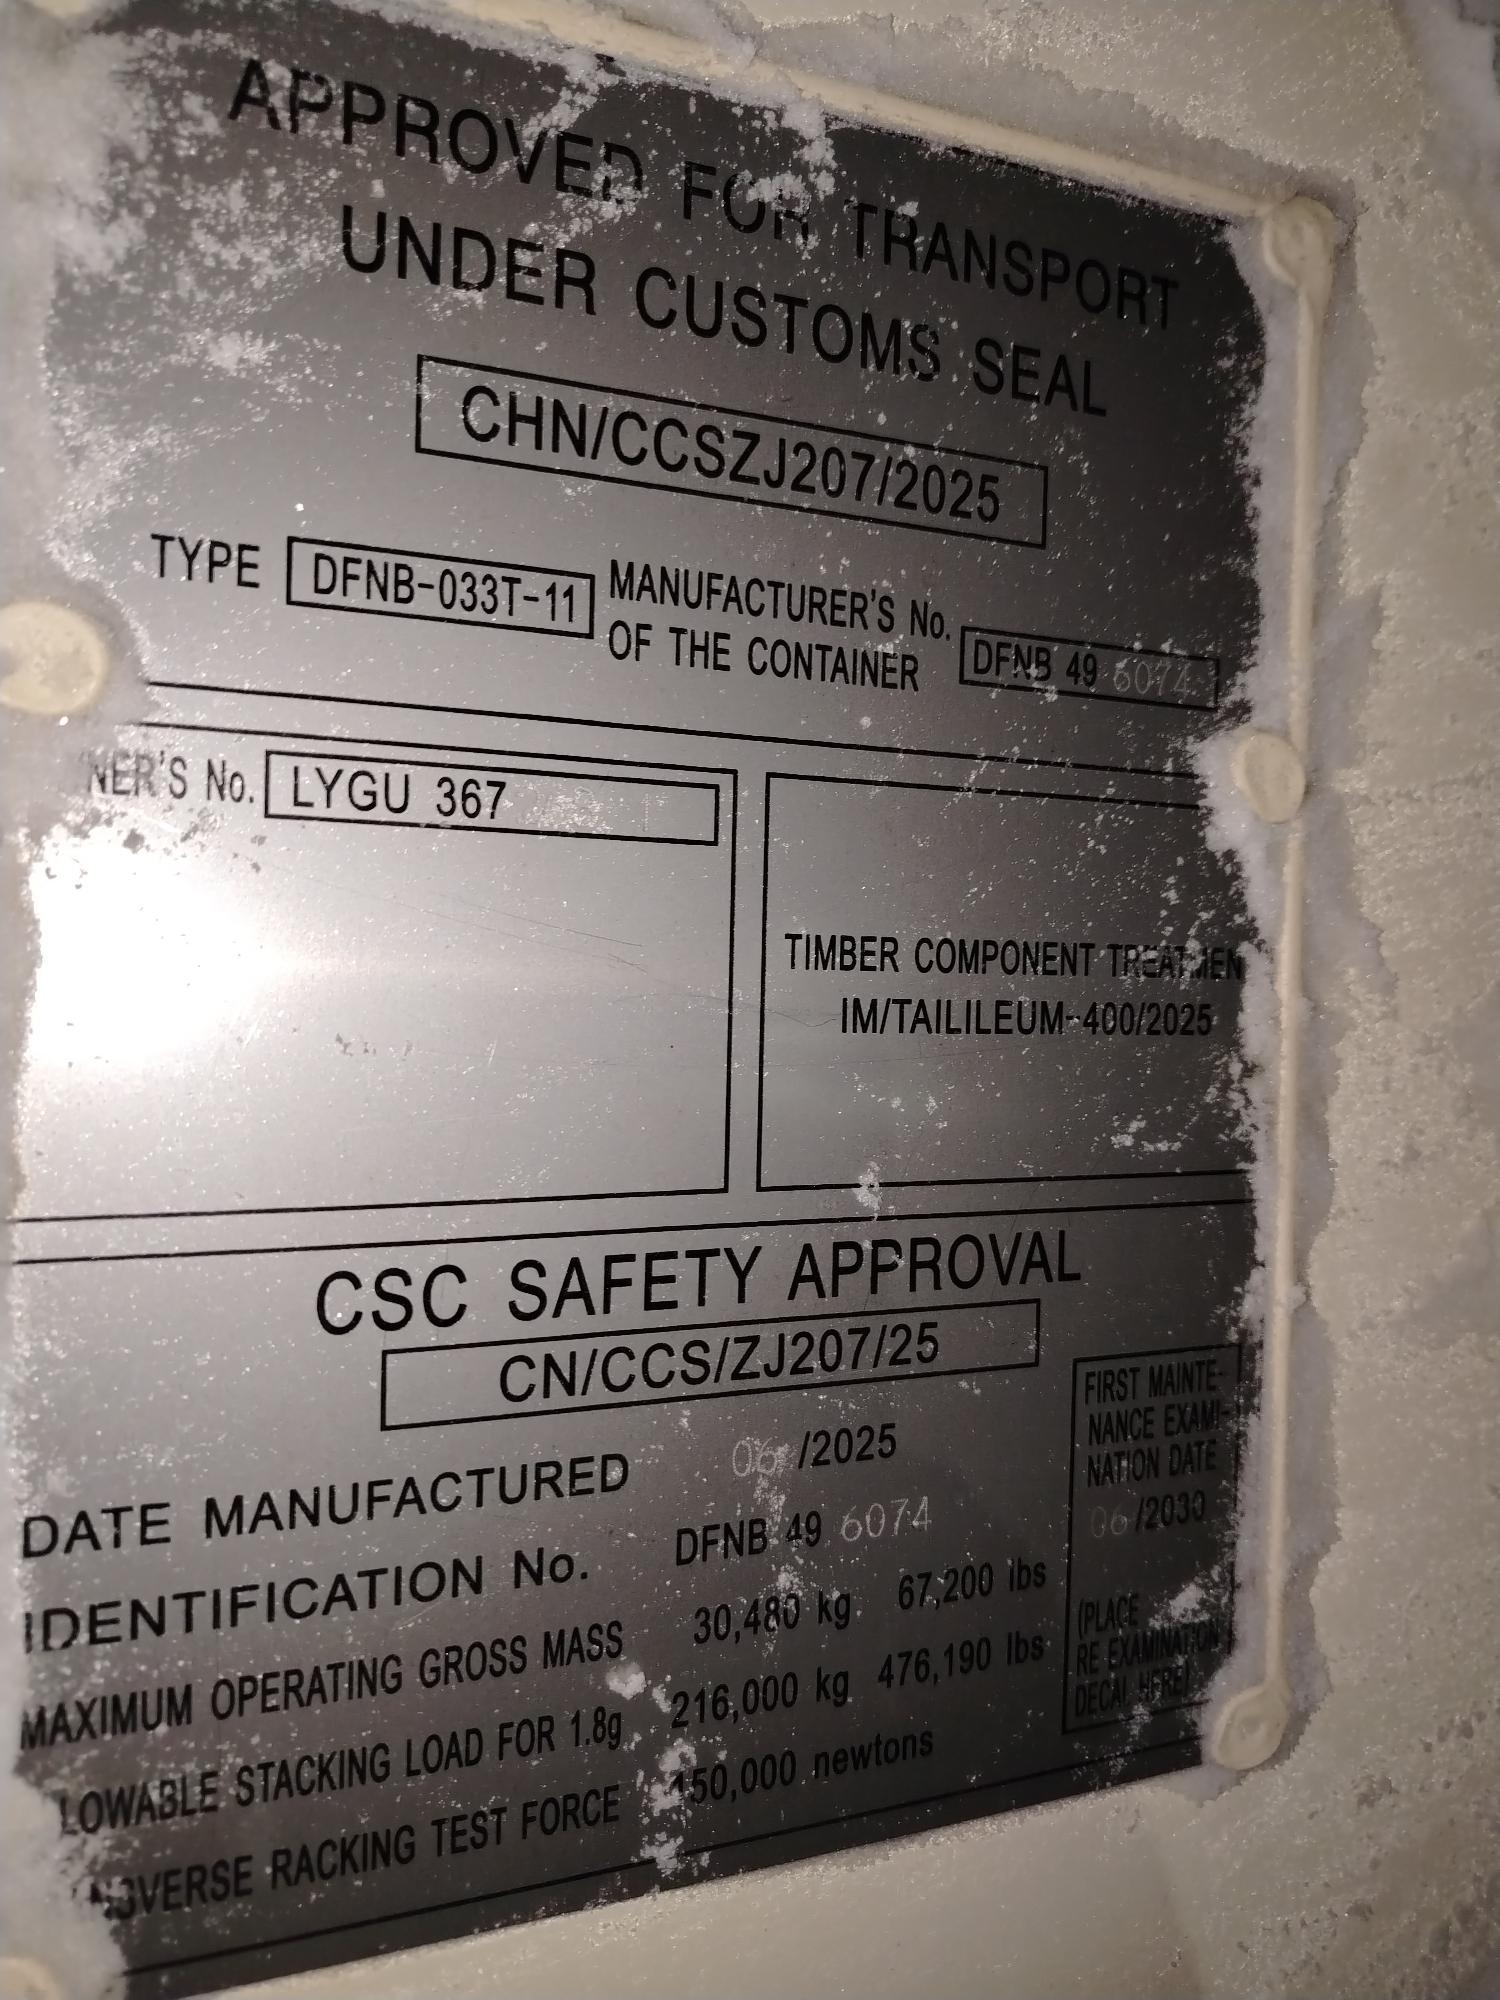 APPROVED FOR TRANSPORT
UNDER CUSTOMS SEAL
CHN/CCSZJ207/2025
TYPE DFNB-033T-11 MANUFACTURER'S No. OF THE CONTAINER DFNB 49 6074
NER'S No. LYGU 367
TIMBER COMPONENT TREATMEN
IM/TAILILEUM-400/2025
CSC SAFETY APPROVAL
CN/CCS/ZJ207/25
DATE MANUFACTURED 06 /2025
IDENTIFICATION No. DFNB 49 6074
MAXIMUM OPERATING GROSS MASS 30,480 kg 67,200 lbs
LOWABLE STACKING LOAD FOR 1.8g 216,000 kg 476,190 lbs
NSVERSE RACKING TEST FORCE 150,000 newtons
FIRST MAINTE-
NANCE EXAMI-
NATION DATE
06 /2030
(PLACE
RE EXAMINATION
DECAL HERE)